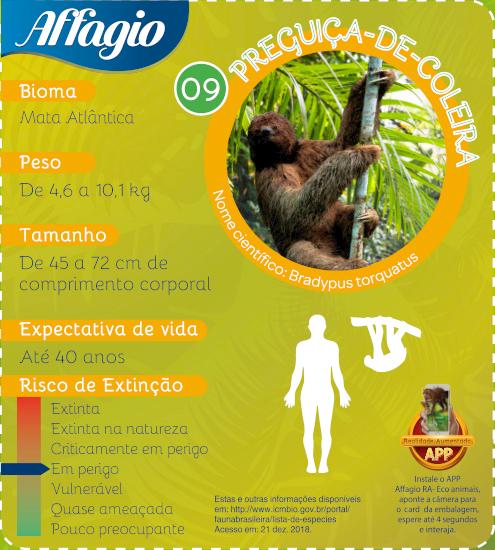 Affagio
09
PREGUIÇA-DE-COLEIRA
Nome científico: Bradypus torquatus
Bioma
Mata Atlântica
Peso
De 4,6 a 10,1 kg
Tamanho
De 45 a 72 cm de
comprimento corporal
Expectativa de vida
Até 40 anos
Risco de Extinção
Extinta
Extinta na natureza
Criticamente em perigo
Em perigo
Vulnerável
Quase ameaçada
Pouco preocupante
Estas e outras informações disponíveis
em: http://www.icmbio.gov.br/portal/
faunabrasileira/lista-de-especies
Acesso em: 21 dez. 2018.
Realidade Aumentada
APP
Instale o APP
Affagio RA- Eco animais,
aponte a câmera para
o card da embalagem,
espere até 4 segundos
e interaja.